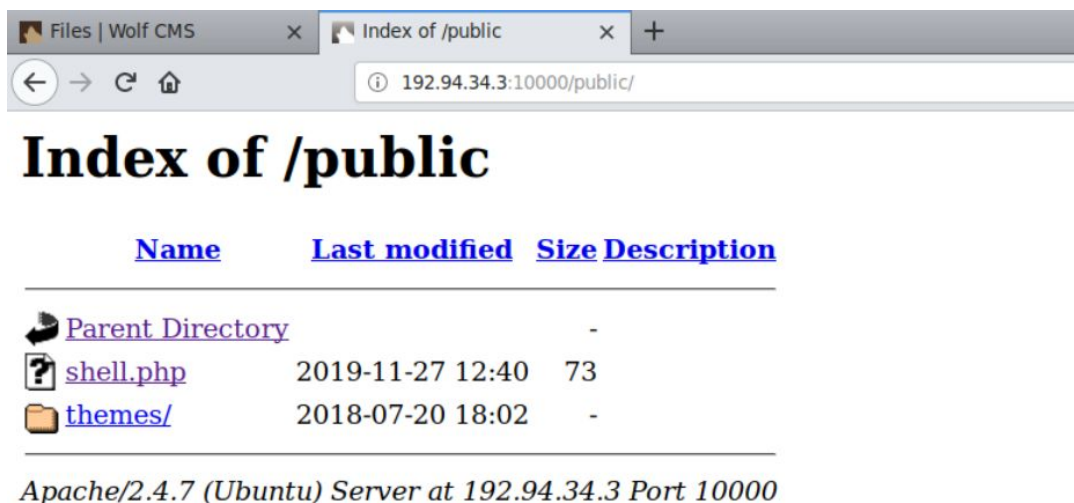 Files | Wolf CMS × Index of /public × +
192.94.34.3:10000/public/
Index of /public
Name Last modified Size Description
Parent Directory -
shell.php 2019-11-27 12:40 73
themes/ 2018-07-20 18:02 -
Apache/2.4.7 (Ubuntu) Server at 192.94.34.3 Port 10000